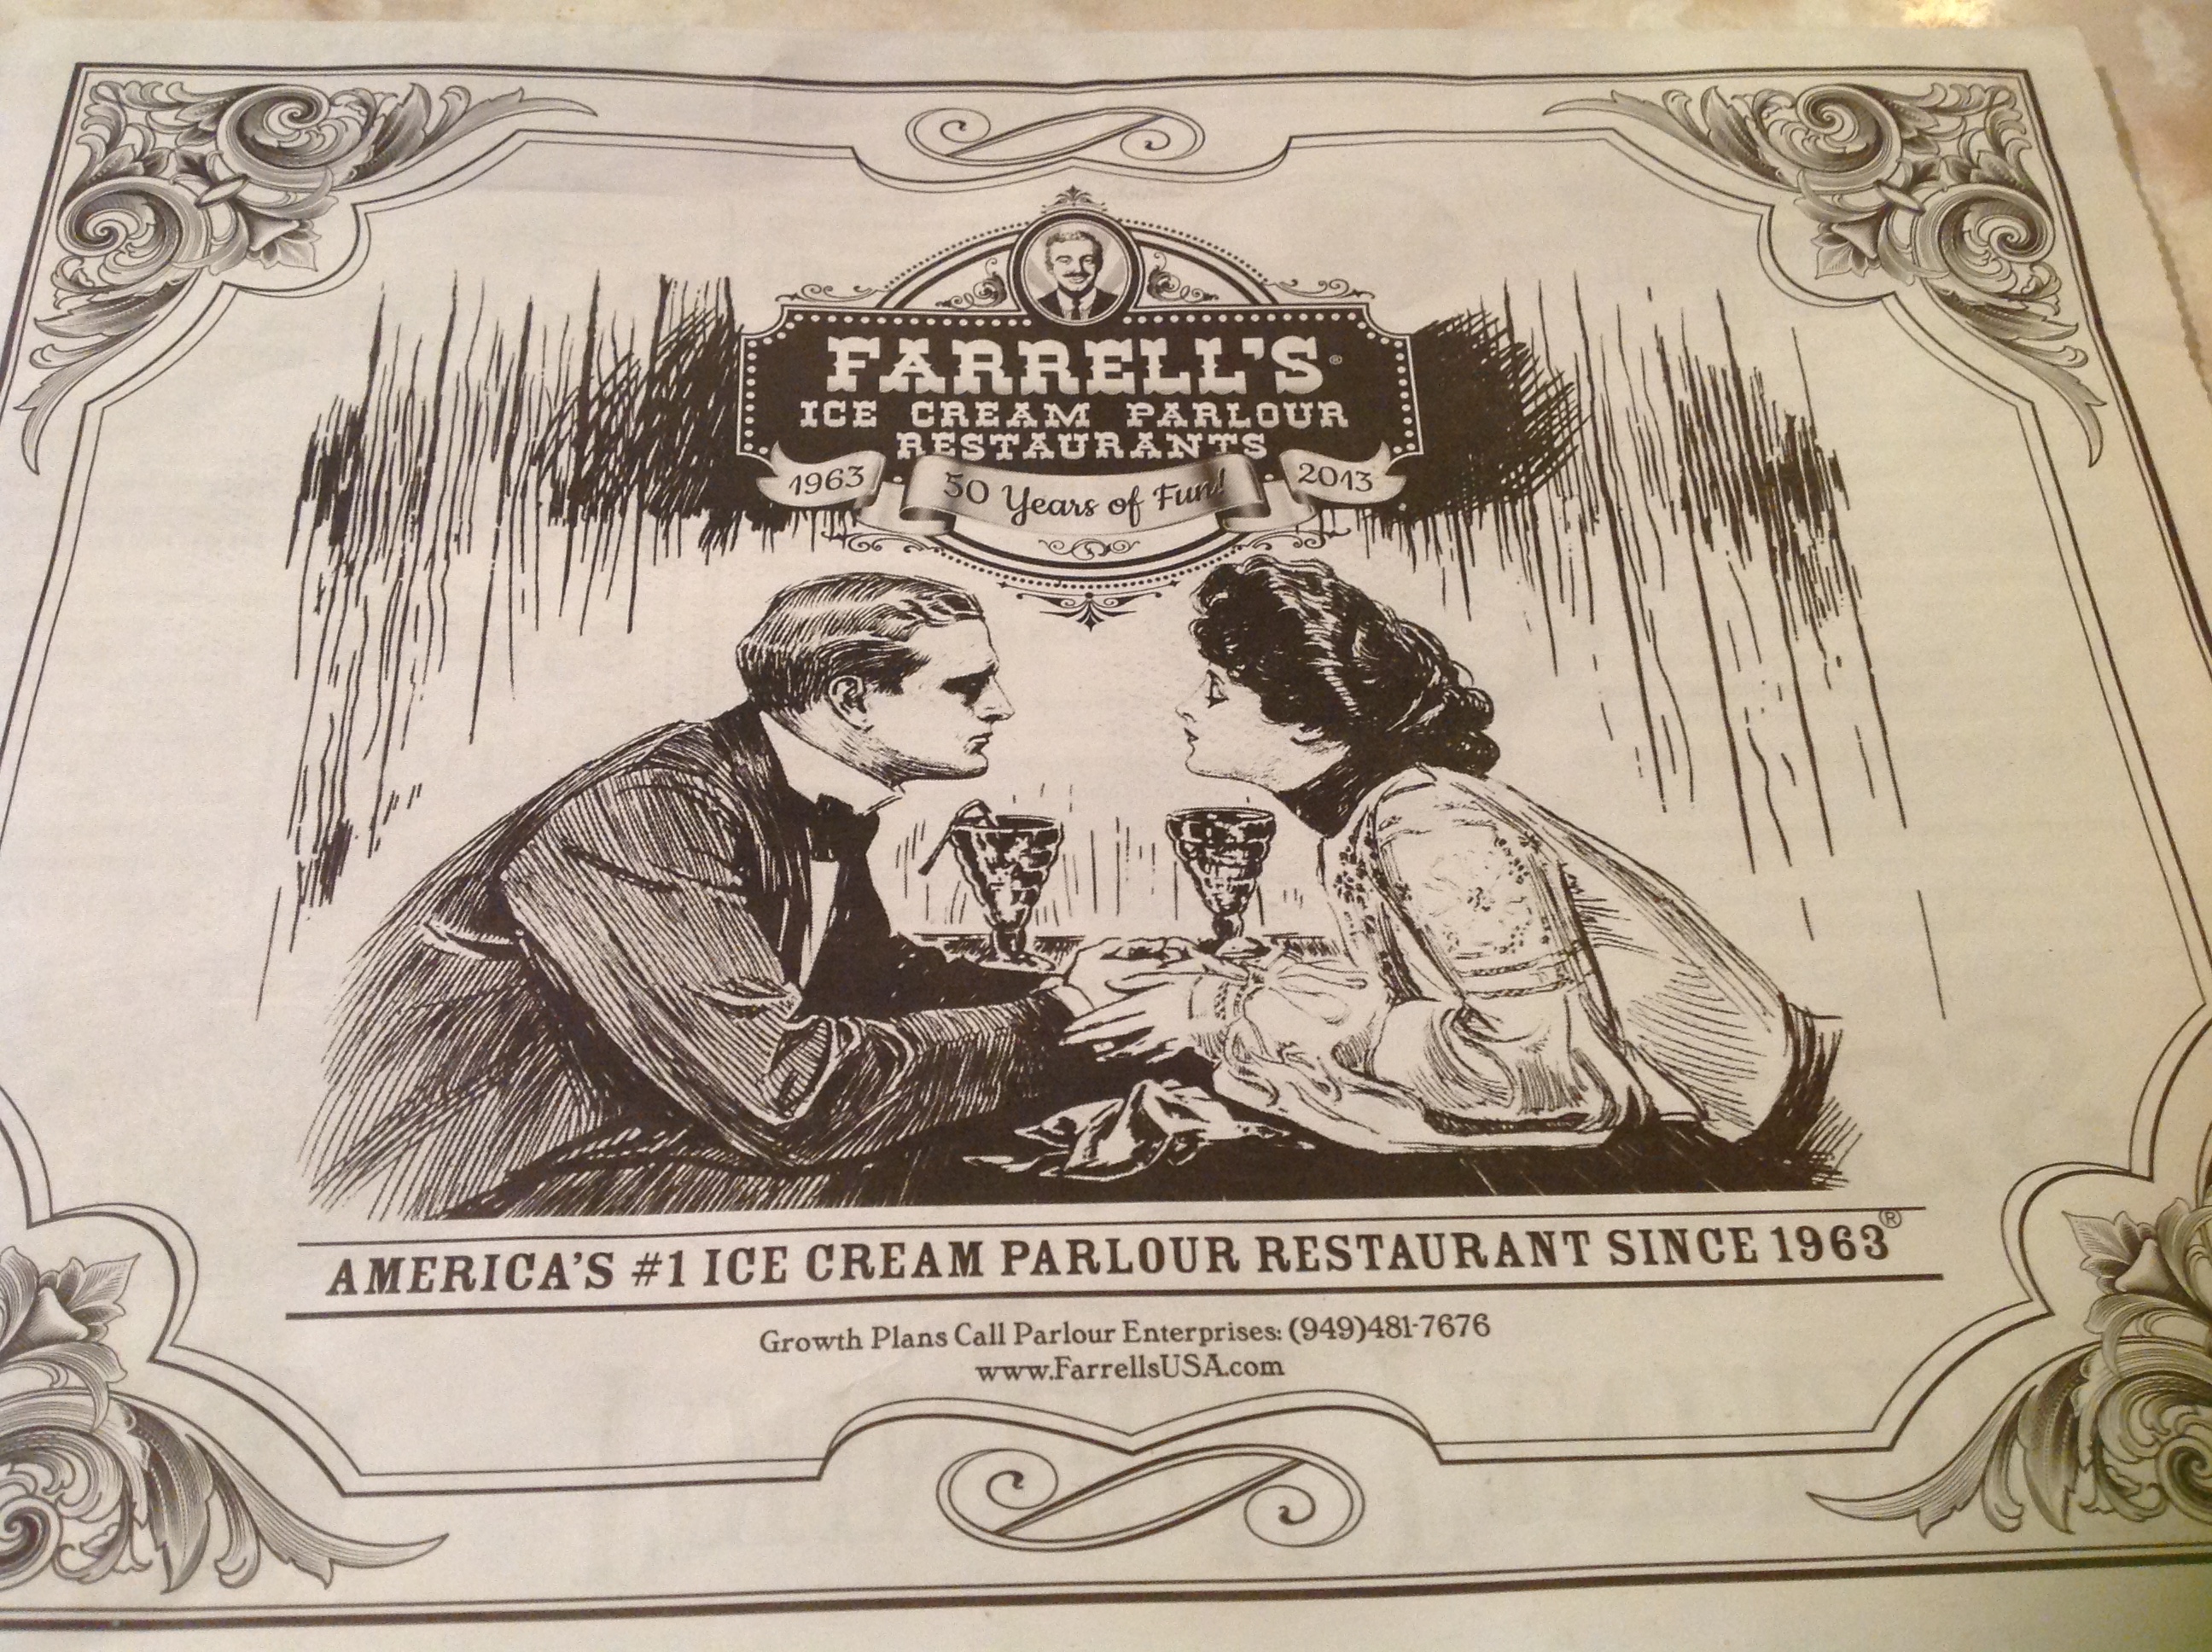 FARRELL'S®
ICE CREAM PARLOUR
RESTAURANTS
1963 50 Years of Fun! 2013
AMERICA'S #1 ICE CREAM PARLOUR RESTAURANT SINCE 1963®
Growth Plans Call Parlour Enterprises: (949)481-7676
www.FarrellsUSA.com